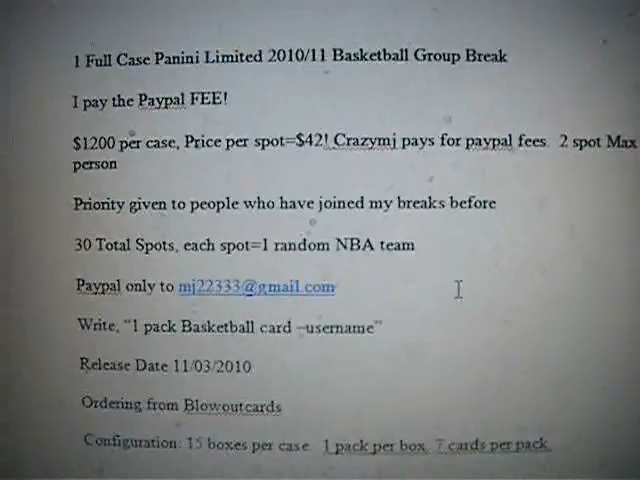 1 Full Case Panini Limited 2010/11 Basketball Group Break
I pay the Paypal FEE!
$1200 per case, Price per spot=$42! Crazymj pays for paypal fees.  2 spot Max
person
Priority given to people who have joined my breaks before
30 Total Spots, each spot=1 random NBA team
Paypal only to mj22333@gmail.com
Write, "1 pack Basketball card –username"
Release Date 11/03/2010
Ordering from Blowoutcards
Configuration: 15 boxes per case.  1 pack per box, 7 cards per pack.